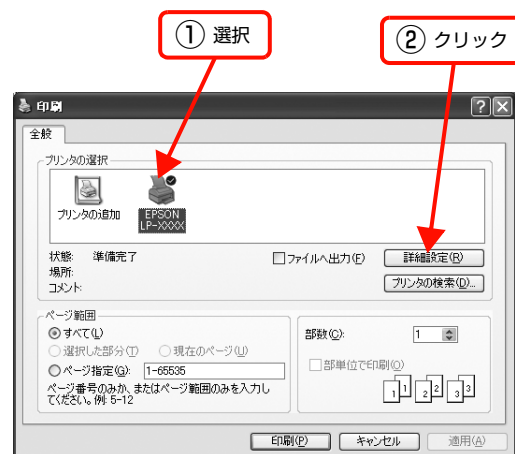 ① 選択
② クリック
印刷
全般
プリンタの選択
プリンタの追加
EPSON
LP-XXXX
状態: 準備完了
場所:
コメント:
ファイルへ出力(F)
詳細設定(R)
プリンタの検索(D)...
ページ範囲
すべて(L)
選択した部分(T) 現在のページ(U)
ページ指定(G): 1-65535
ページ番号のみか、またはページ範囲のみを入力し
てください。例: 5-12
部数(C): 1
部単位で印刷(O)
1 1 2 2 3 3
印刷(P) キャンセル 適用(A)